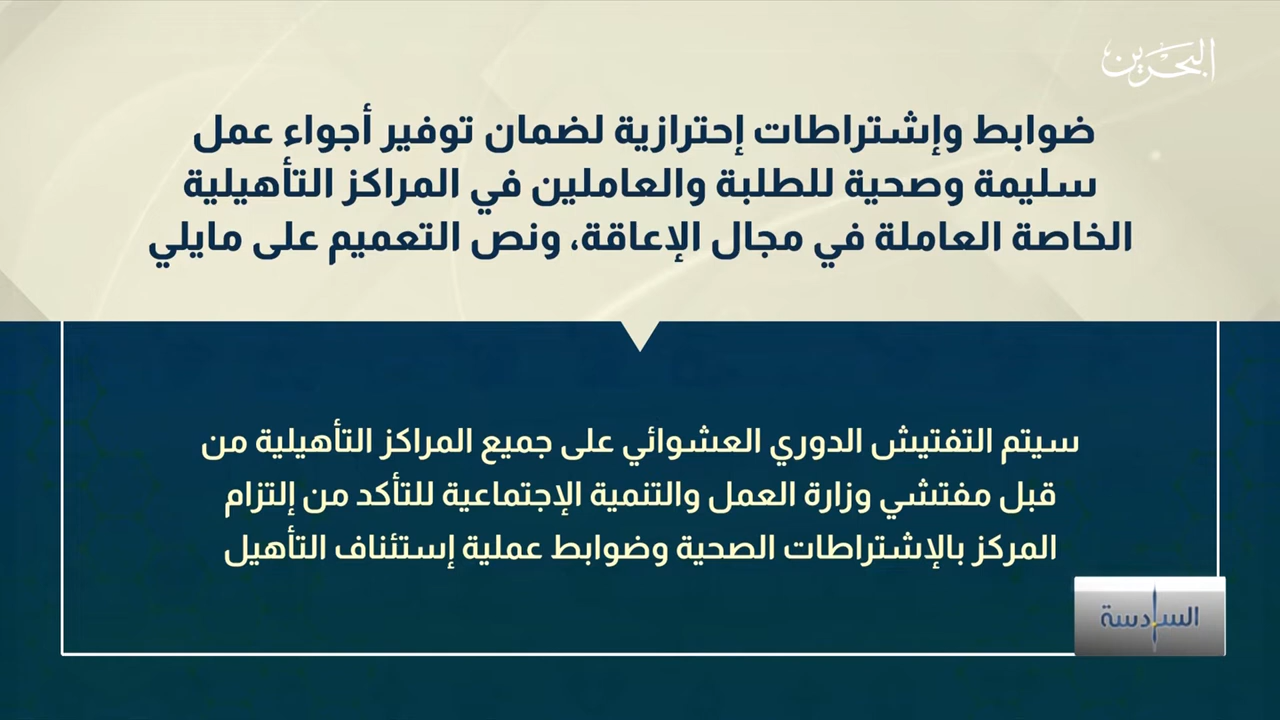 البحرين
ضوابط وإشتراطات إحترازية لضمان توفير أجواء عمل
سليمة وصحية للطلبة والعاملين في المراكز التأهيلية
الخاصة العاملة في مجال الإعاقة، ونص التعميم على مايلي
سيتم التفتيش الدوري العشوائي على جميع المراكز التأهيلية من
قبل مفتشي وزارة العمل والتنمية الإجتماعية للتأكد من إلتزام
المركز بالإشتراطات الصحية وضوابط عملية إستئناف التأهيل
السادسة